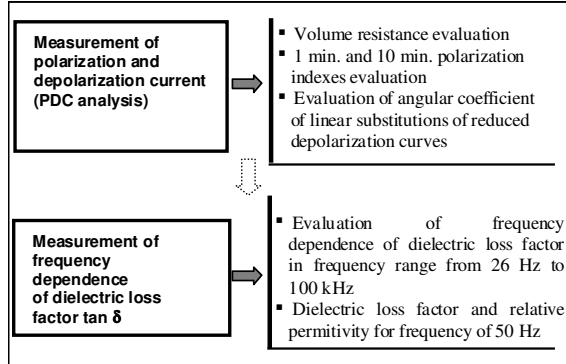 Measurement of
polarization and
depolarization current
(PDC analysis)
▪ Volume resistance evaluation
▪ 1 min. and 10 min. polarization
indexes evaluation
▪ Evaluation of angular coefficient
of linear substitutions of reduced
depolarization curves
Measurement of
frequency
dependence
of dielectric loss
factor tan δ
▪ Evaluation of frequency
dependence of dielectric loss factor
in frequency range from 26 Hz to
100 kHz
▪ Dielectric loss factor and relative
permitivity for frequency of 50 Hz